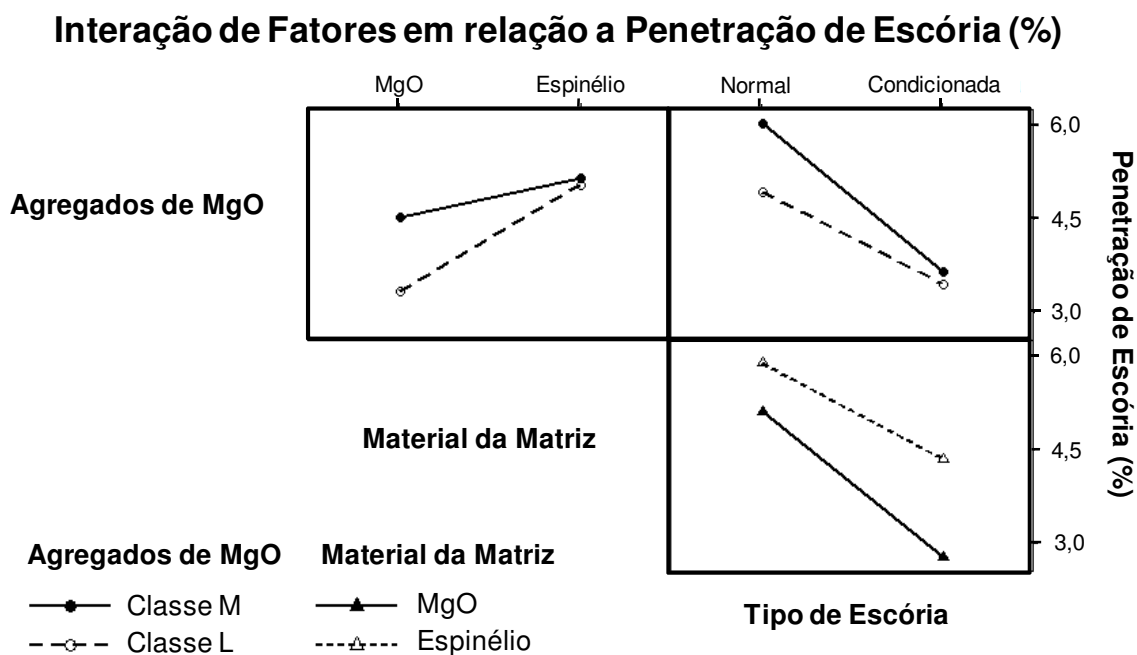 Interação de Fatores em relação a Penetração de Escória (%)
MgO Espinélio Normal Condicionada
6,0
Agregados de MgO
4,5
3,0
Penetração de Escória (%)
6,0
Material da Matriz
4,5
3,0
Agregados de MgO Material da Matriz
Classe M MgO
Classe L Espinélio
Tipo de Escória